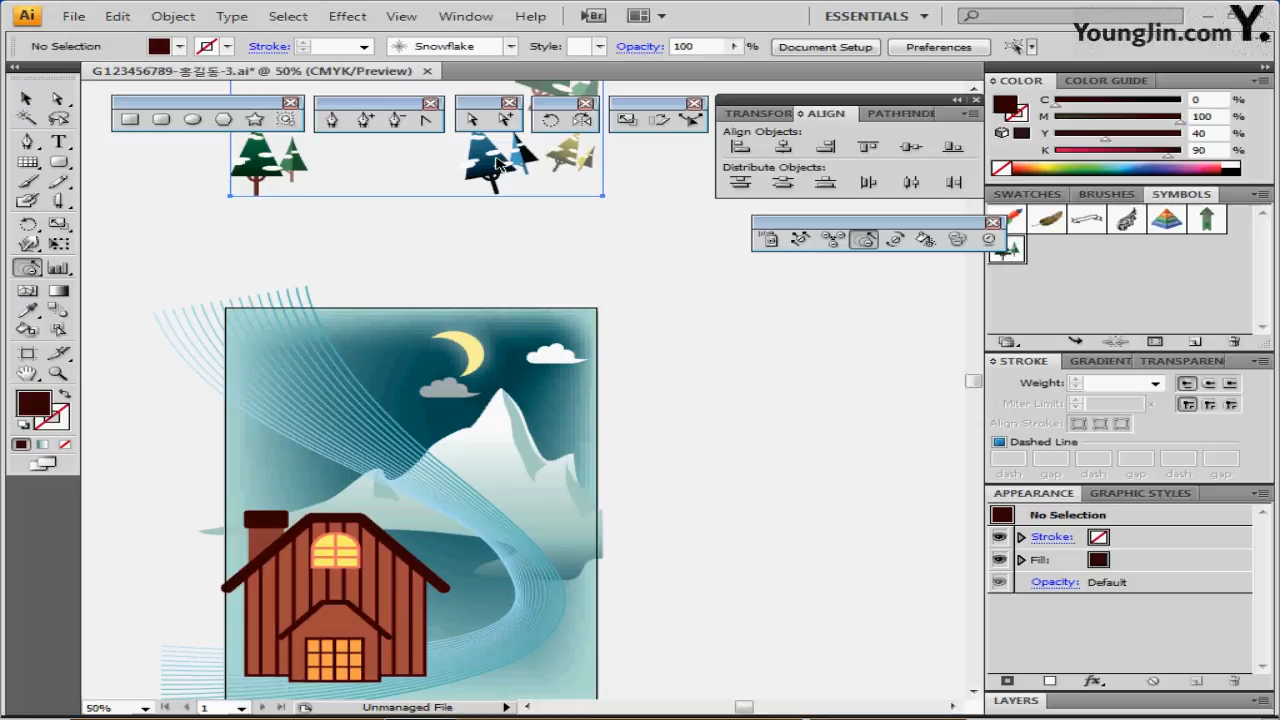 Ai File Edit Object Type Select Effect View Window Help Br ESSENTIALS
Y.
YoungJin.com
No Selection Stroke: Snowflake Style: Opacity: 100 % Document Setup Preferences
G123456789-홍길동-3.ai* @ 50% (CMYK/Preview)
COLOR COLOR GUIDE
C 0 %
M 100 %
Y 40 %
K 90 %
TRANSFOR ALIGN PATHFINDE
Align Objects:
Distribute Objects:
SWATCHES BRUSHES SYMBOLS
STROKE GRADIENT TRANSPAREN
Weight:
Miter Limit: x
Align Stroke:
Dashed Line
dash gap dash gap dash gap
APPEARANCE GRAPHIC STYLES
No Selection
Stroke:
Fill:
Opacity: Default
LAYERS
50% 1 Unmanaged File